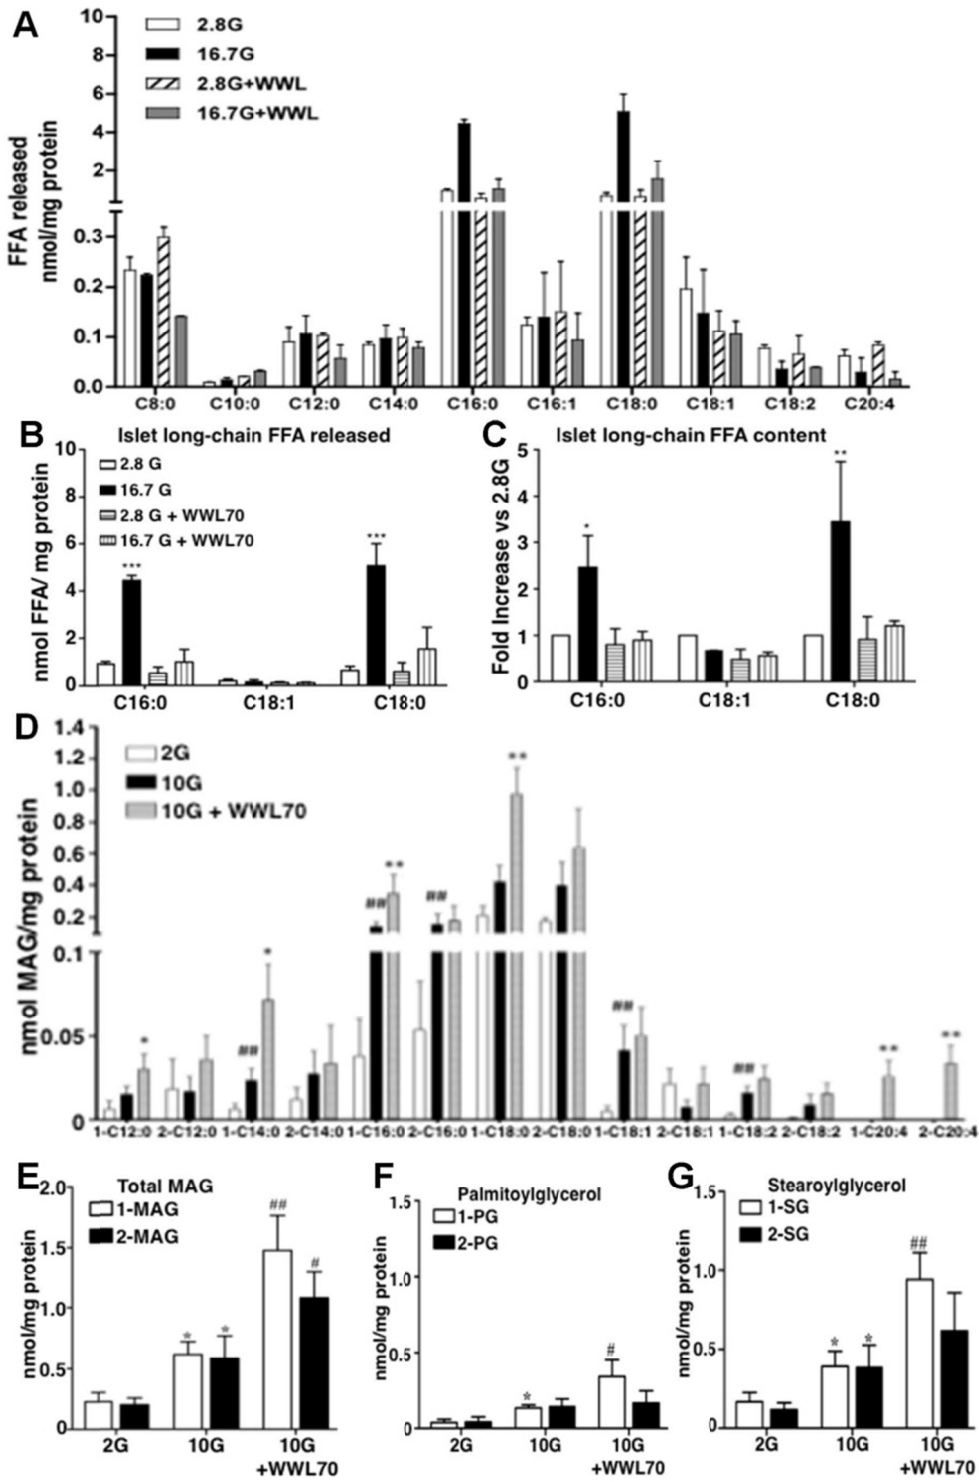 A
2.8G
16.7G
2.8G+WWL
16.7G+WWL
FFA released
nmol/mg protein
10
8
6
4
2
0.3
0.2
0.1
0.0
C8:0 C10:0 C12:0 C14:0 C16:0 C16:1 C18:0 C18:1 C18:2 C20:4
B
Islet long-chain FFA released
2.8 G
16.7 G
2.8 G + WWL70
16.7 G + WWL70
nmol FFA/ mg protein
10
8
6
4
2
0
*** ***
C16:0 C18:1 C18:0
C
Islet long-chain FFA content
Fold Increase vs 2.8G
5
4
3
2
1
0
* **
C16:0 C18:1 C18:0
D
2G
10G
10G + WWL70
nmol MAG/mg protein
1.4
1.2
1.0
0.8
0.6
0.4
0.2
0.1
0.05
0
* ## * ## ** ## ** ## ## ** **
1-C12:0 2-C12:0 1-C14:0 2-C14:0 1-C16:0 2-C16:0 1-C18:0 2-C18:0 1-C18:1 2-C18:1 1-C18:2 2-C18:2 1-C20:4 2-C20:4
E
Total MAG
1-MAG
2-MAG
nmol/mg protein
2.0
1.5
1.0
0.5
0
* * ## #
2G 10G 10G
+WWL70
F
Palmitoylglycerol
1-PG
2-PG
nmol/mg protein
1.5
1.0
0.5
0
* #
2G 10G 10G
+WWL70
G
Stearoylglycerol
1-SG
2-SG
nmol/mg protein
1.5
1.0
0.5
0
* * ##
2G 10G 10G
+WWL70